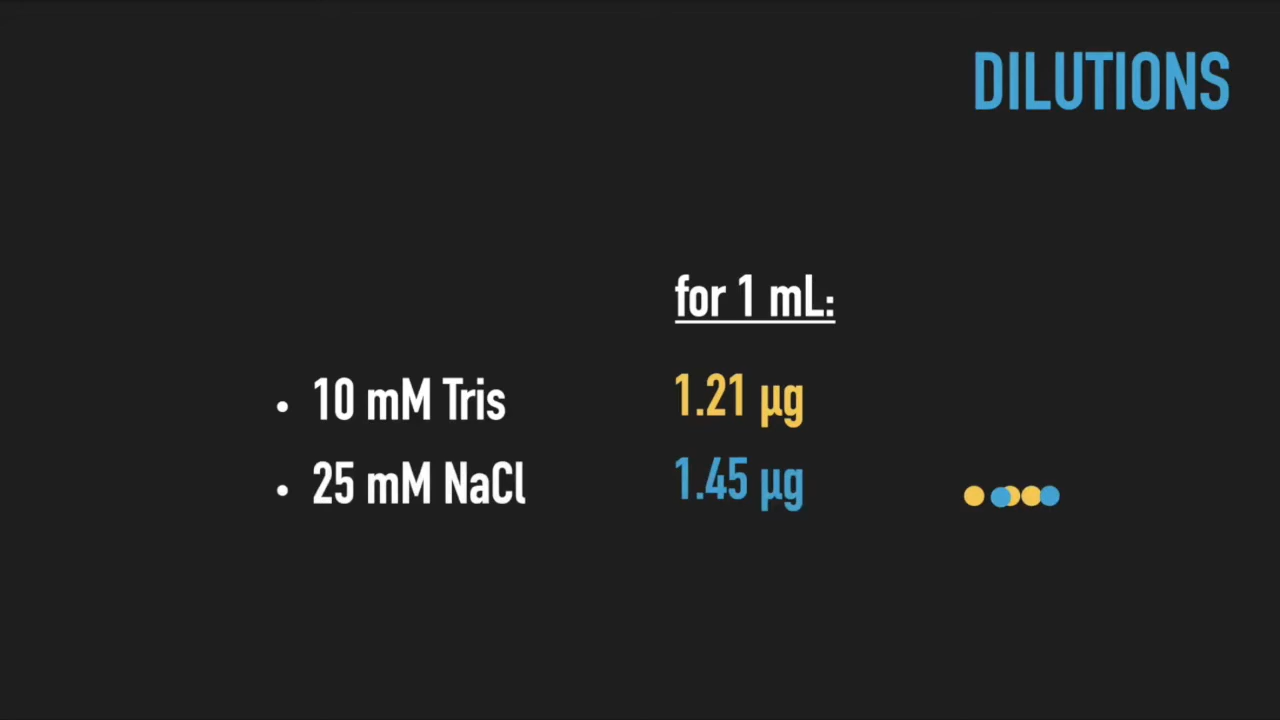 DILUTIONS
for 1 mL:
• 10 mM Tris 1.21 µg
• 25 mM NaCl 1.45 µg